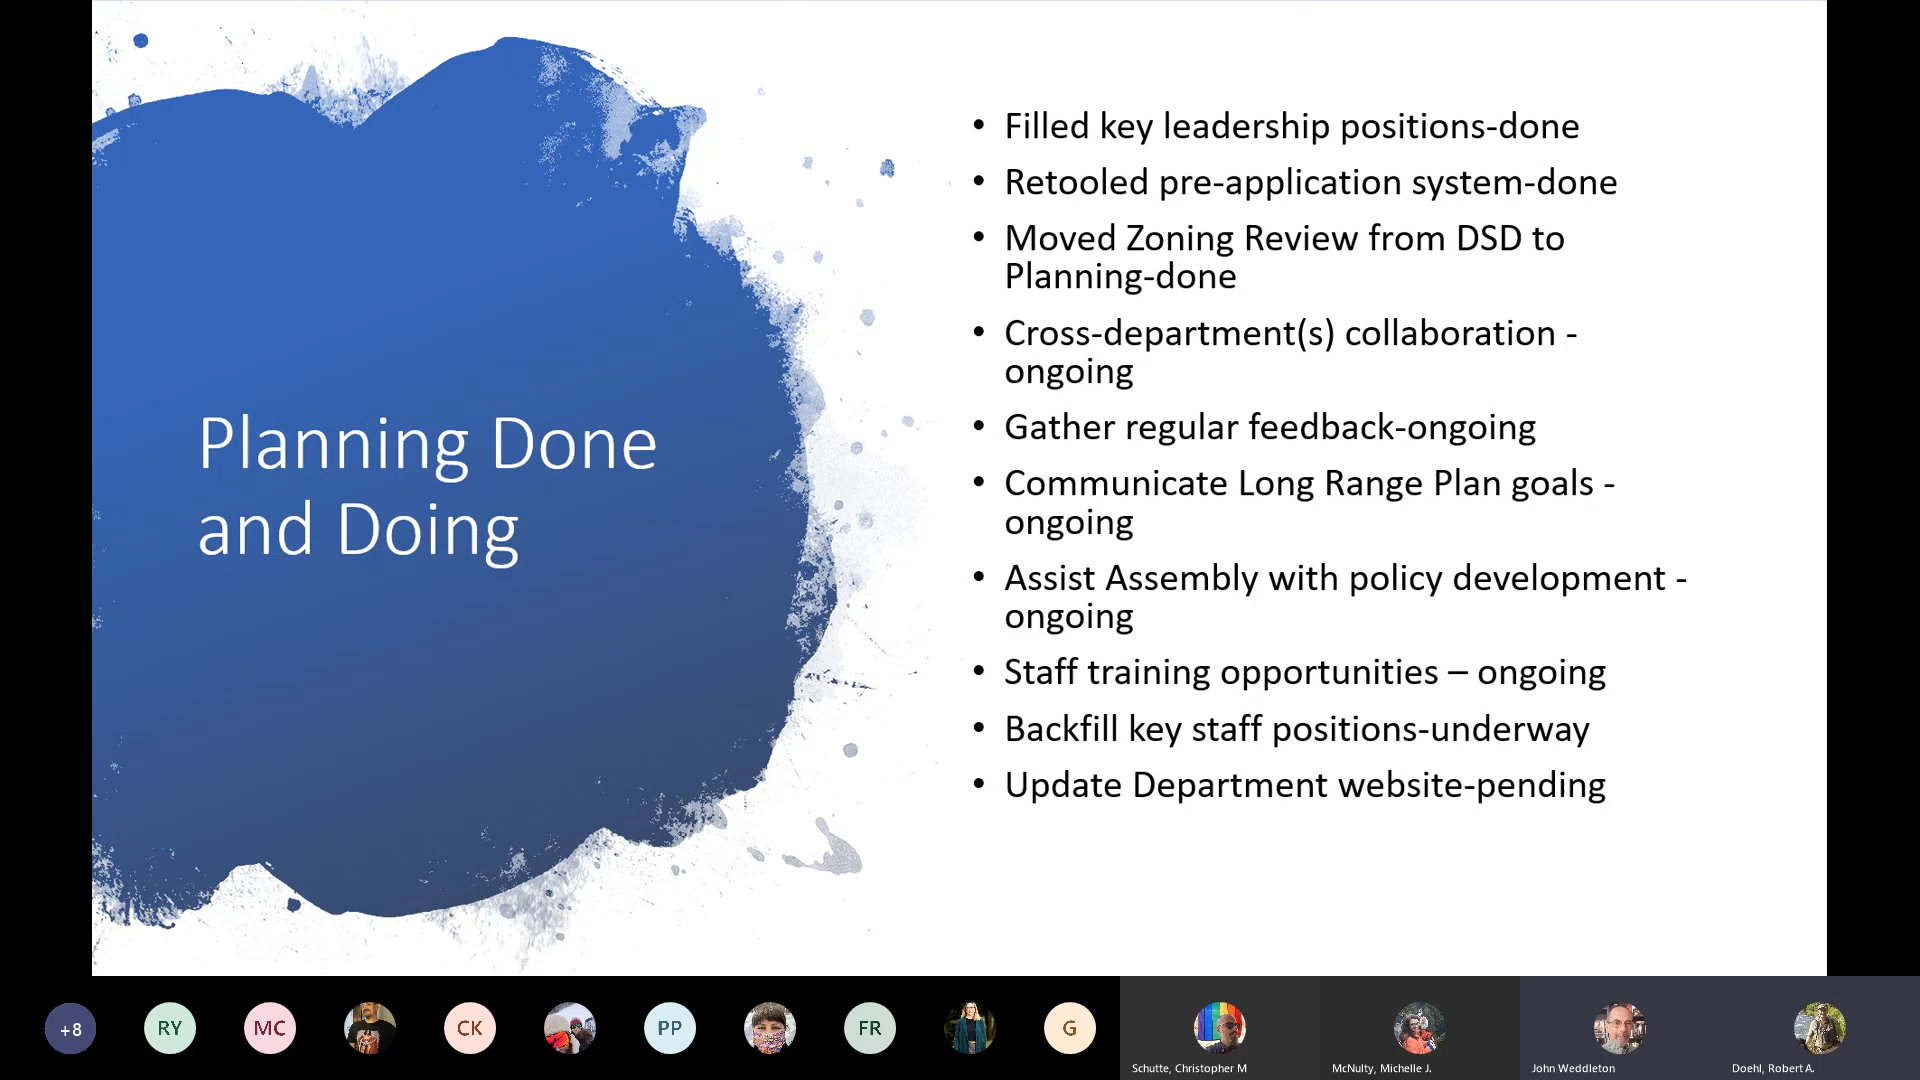 Planning Done
and Doing
• Filled key leadership positions-done
• Retooled pre-application system-done
• Moved Zoning Review from DSD to
Planning-done
• Cross-department(s) collaboration -
ongoing
• Gather regular feedback-ongoing
• Communicate Long Range Plan goals -
ongoing
• Assist Assembly with policy development -
ongoing
• Staff training opportunities – ongoing
• Backfill key staff positions-underway
• Update Department website-pending
+8
RY
MC
CK
PP
FR
G
Schutte, Christopher M
McNulty, Michelle J.
John Weddleton
Doehl, Robert A.